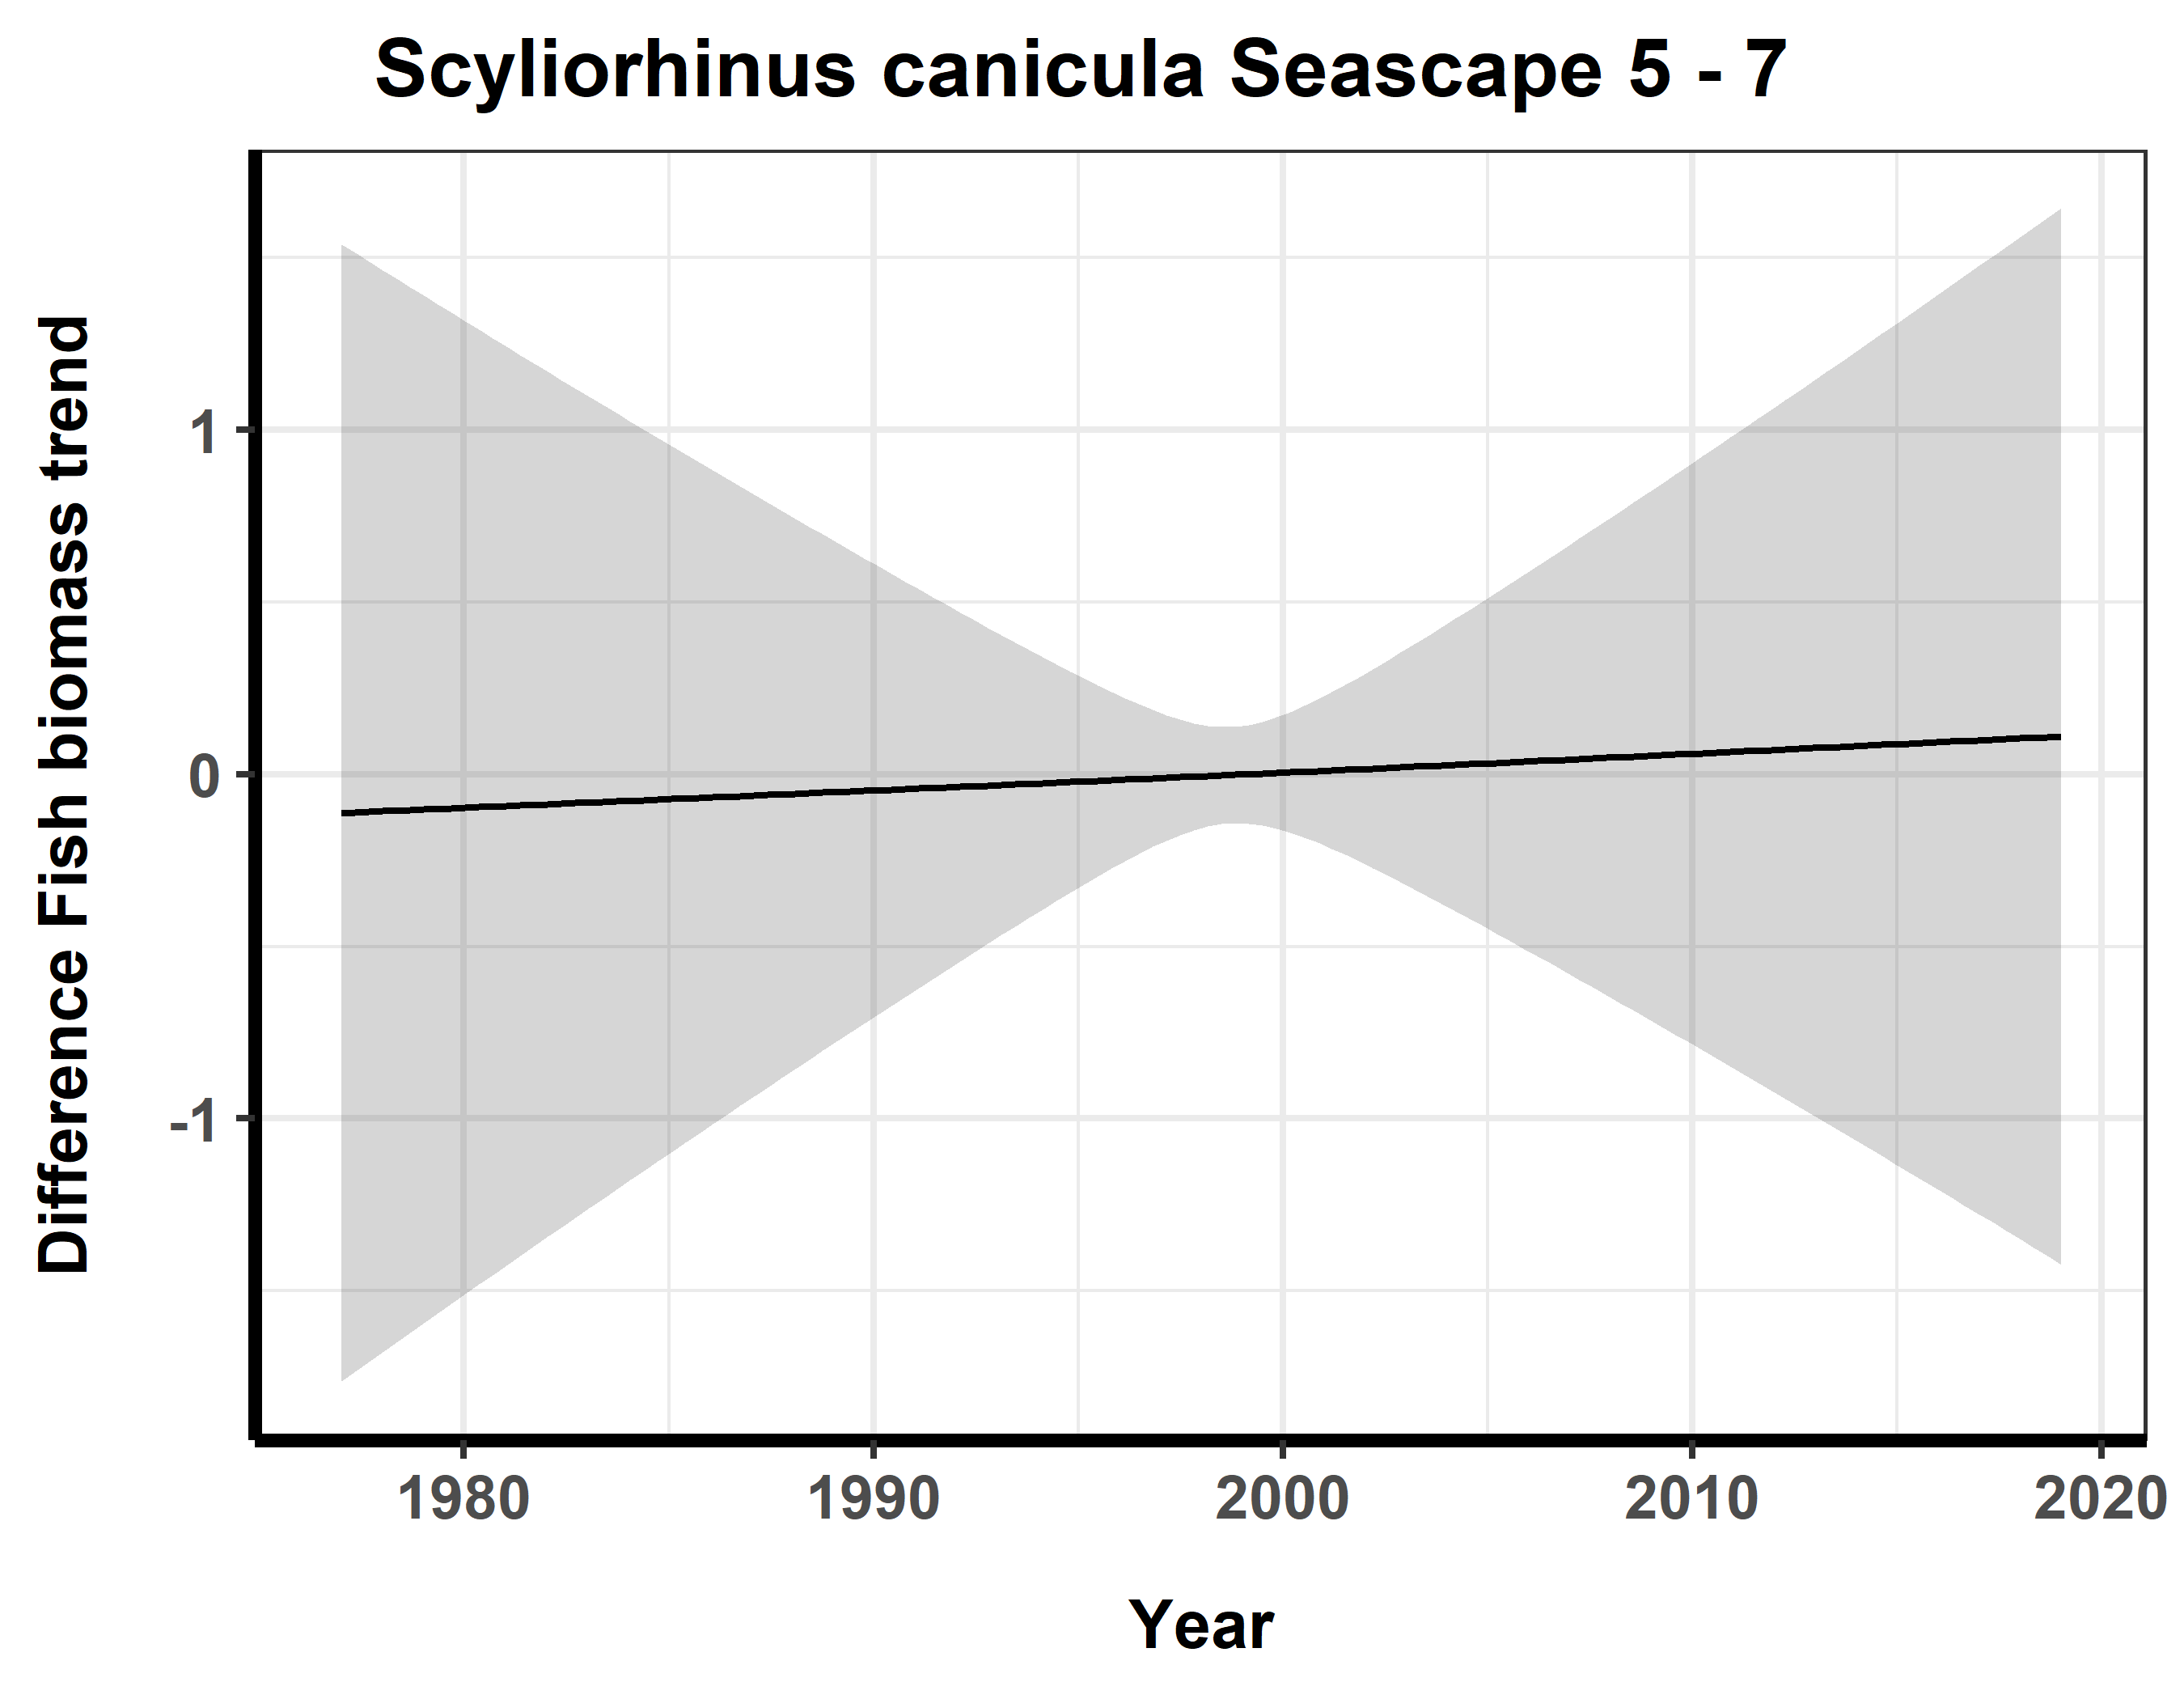 Scyliorhinus canicula Seascape 5 - 7
Difference Fish biomass trend
1
0
-1
1980
1990
2000
2010
2020
Year